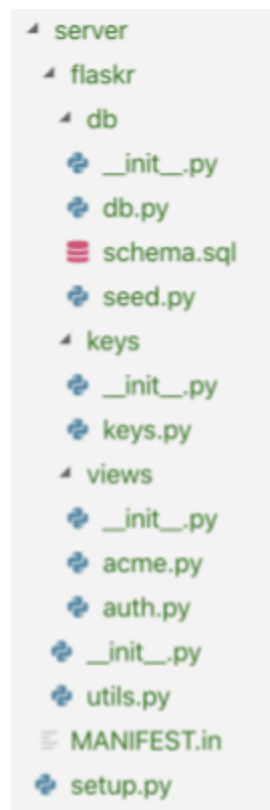 server
flaskr
db
__init__.py
db.py
schema.sql
seed.py
keys
__init__.py
keys.py
views
__init__.py
acme.py
auth.py
__init__.py
utils.py
MANIFEST.in
setup.py